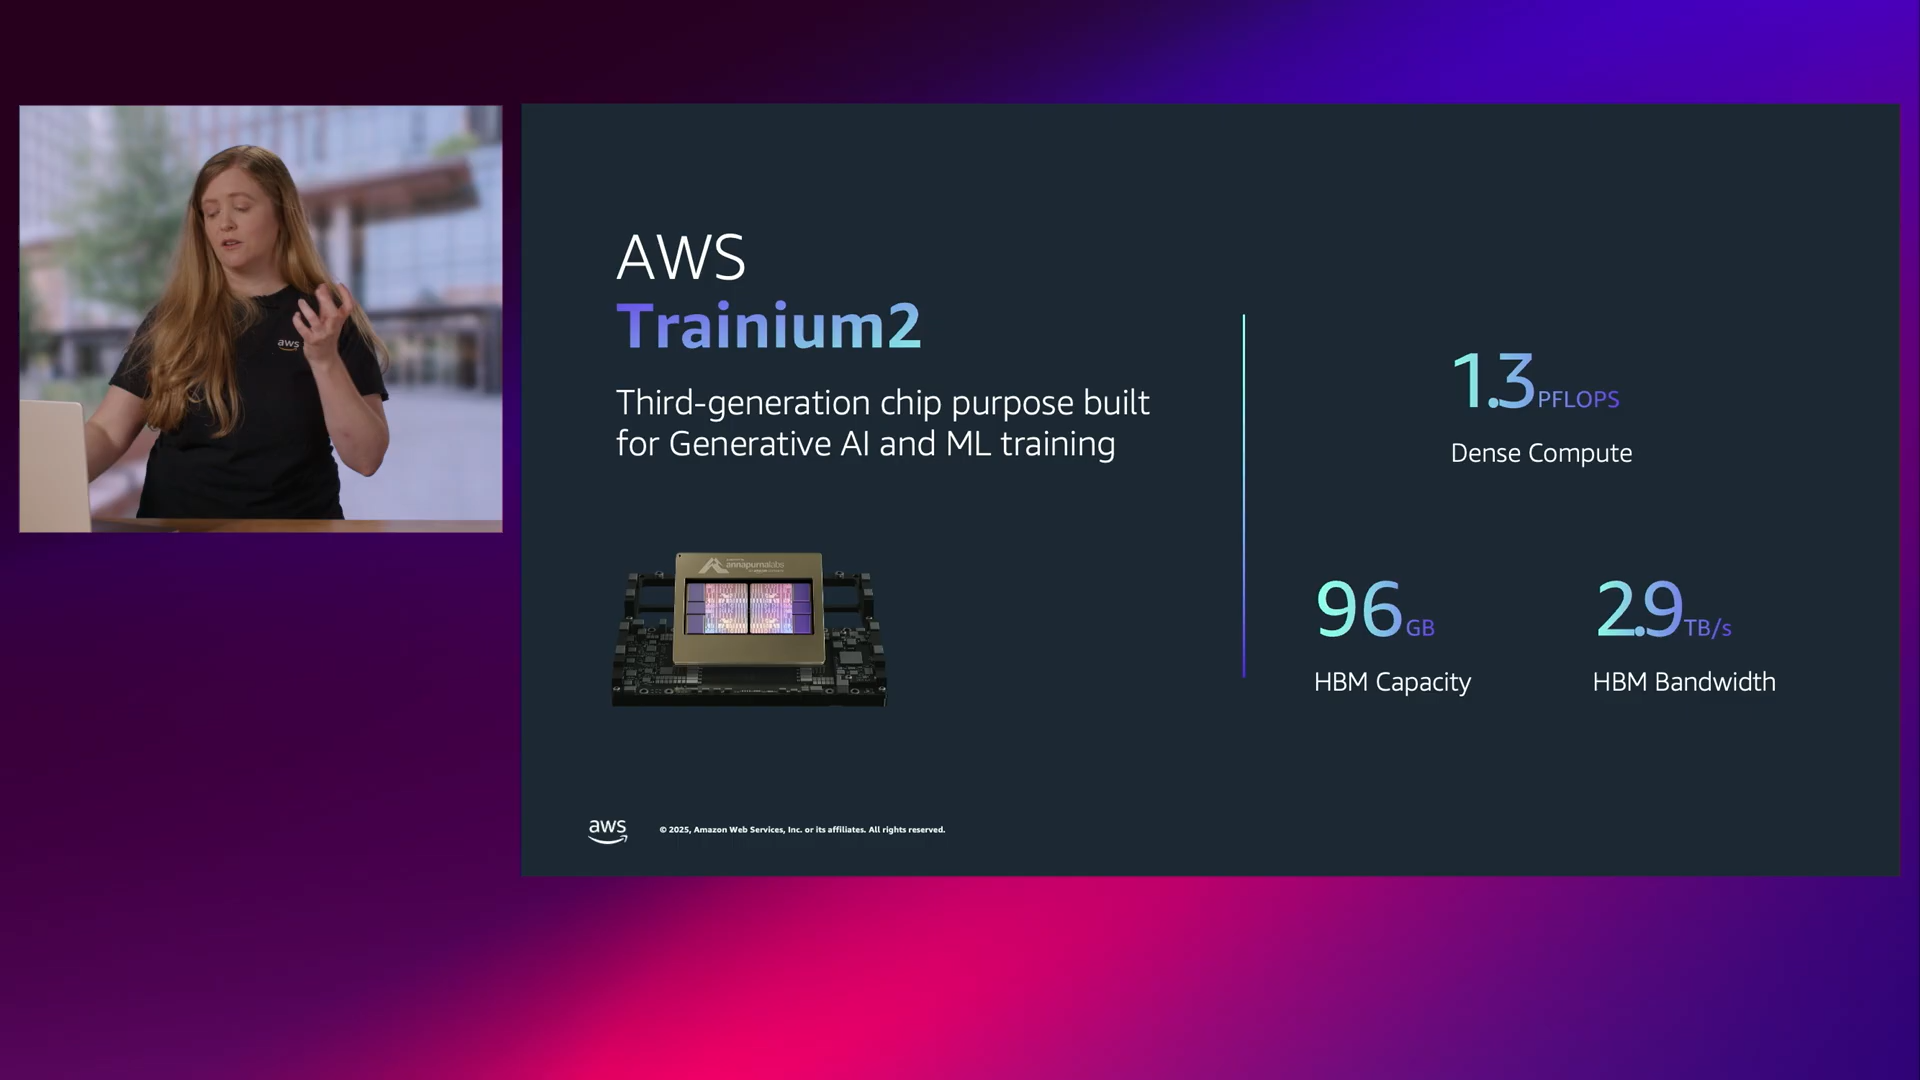 aws
AWS
Trainium2
Third-generation chip purpose built
for Generative AI and ML training
annapurnalabs
1.3PFLOPS
Dense Compute
96GB
HBM Capacity
2.9TB/s
HBM Bandwidth
aws
© 2025, Amazon Web Services, Inc. or its affiliates. All rights reserved.